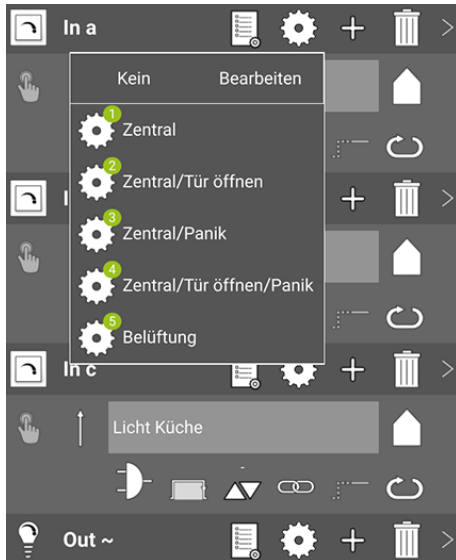 In a
Kein Bearbeiten
1 Zentral
2 Zentral/Tür öffnen
3 Zentral/Panik
4 Zentral/Tür öffnen/Panik
5 Belüftung
In c
Licht Küche
Out ~